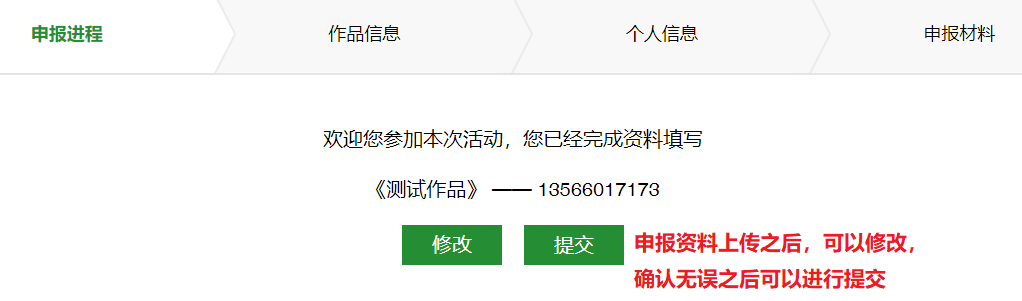 申报进程
作品信息
个人信息
申报材料
欢迎您参加本次活动，您已经完成资料填写
《测试作品》 —— 13566017173
修改
提交
申报资料上传之后，可以修改，
确认无误之后可以进行提交